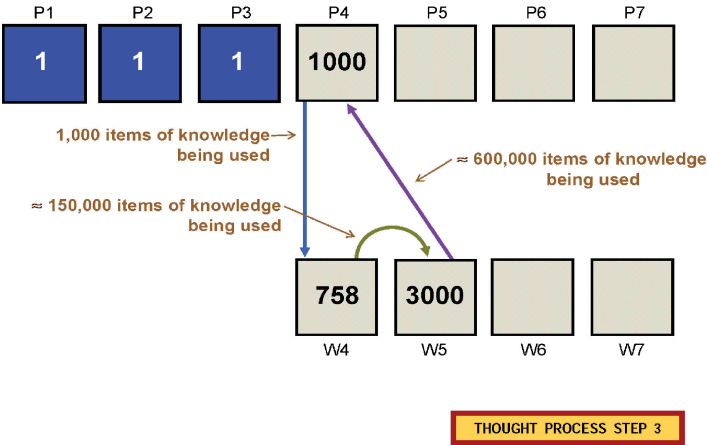 P1 P2 P3 P4 P5 P6 P7
1 1 1 1000
1,000 items of knowledge
being used
≈ 600,000 items of knowledge
being used
≈ 150,000 items of knowledge
being used
758 3000
W4 W5 W6 W7
THOUGHT PROCESS STEP 3